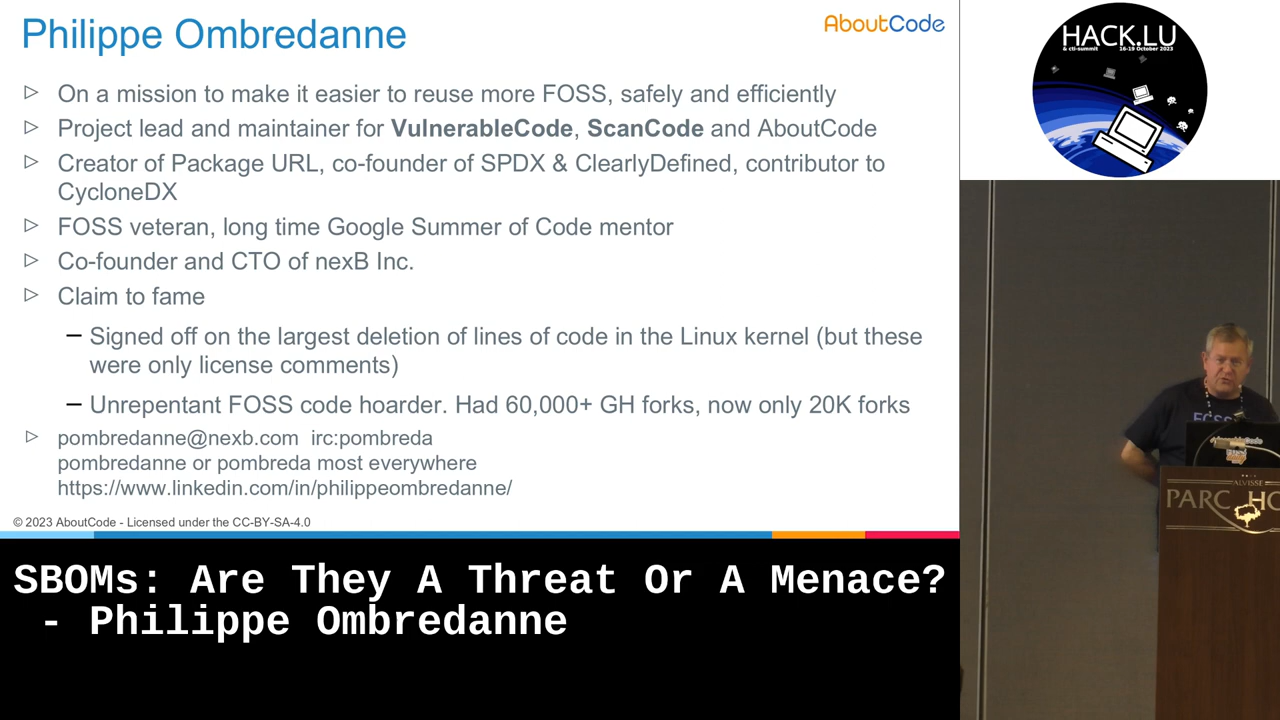 Philippe Ombredanne
AboutCode
On a mission to make it easier to reuse more FOSS, safely and efficiently
Project lead and maintainer for VulnerableCode, ScanCode and AboutCode
Creator of Package URL, co-founder of SPDX & ClearlyDefined, contributor to
CycloneDX
FOSS veteran, long time Google Summer of Code mentor
Co-founder and CTO of nexB Inc.
Claim to fame
– Signed off on the largest deletion of lines of code in the Linux kernel (but these
were only license comments)
– Unrepentant FOSS code hoarder. Had 60,000+ GH forks, now only 20K forks
pombredanne@nexb.com irc:pombreda
pombredanne or pombreda most everywhere
https://www.linkedin.com/in/philippeombredanne/
© 2023 AboutCode - Licensed under the CC-BY-SA-4.0
SBOMs: Are They A Threat Or A Menace?
- Philippe Ombredanne
HACK.LU
& cti-summit 16-19 October 2023
FOSS
VulnerableCode
ALVISSE
PARC HO